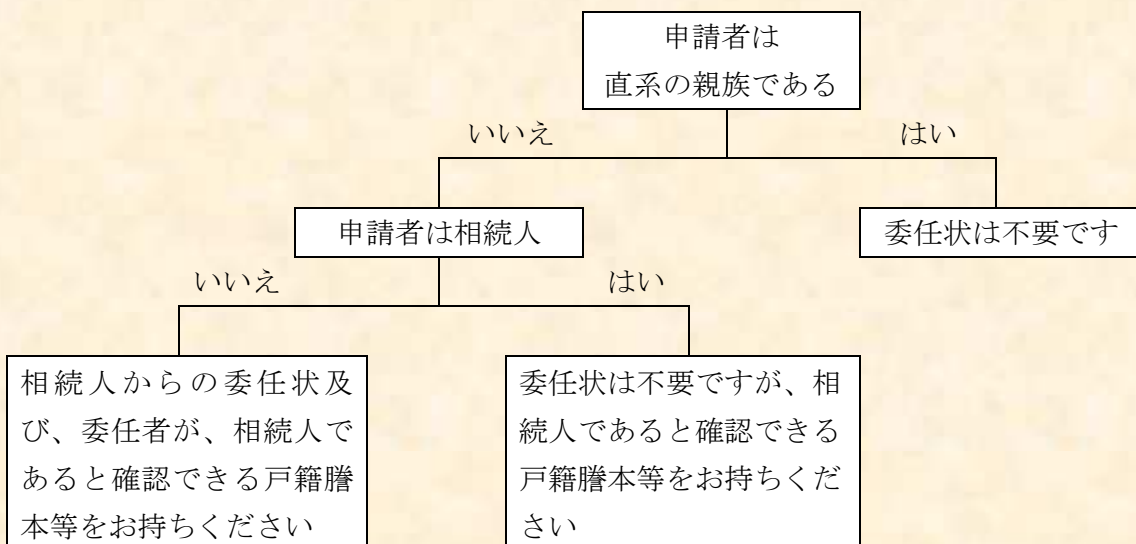 申請者は
直系の親族である
いいえ
はい
申請者は相続人
委任状は不要です
いいえ
はい
相続人からの委任状及
び、委任者が、相続人で
あると確認できる戸籍謄
本等をお持ちください
委任状は不要ですが、相
続人であると確認できる
戸籍謄本等をお持ちくだ
さい